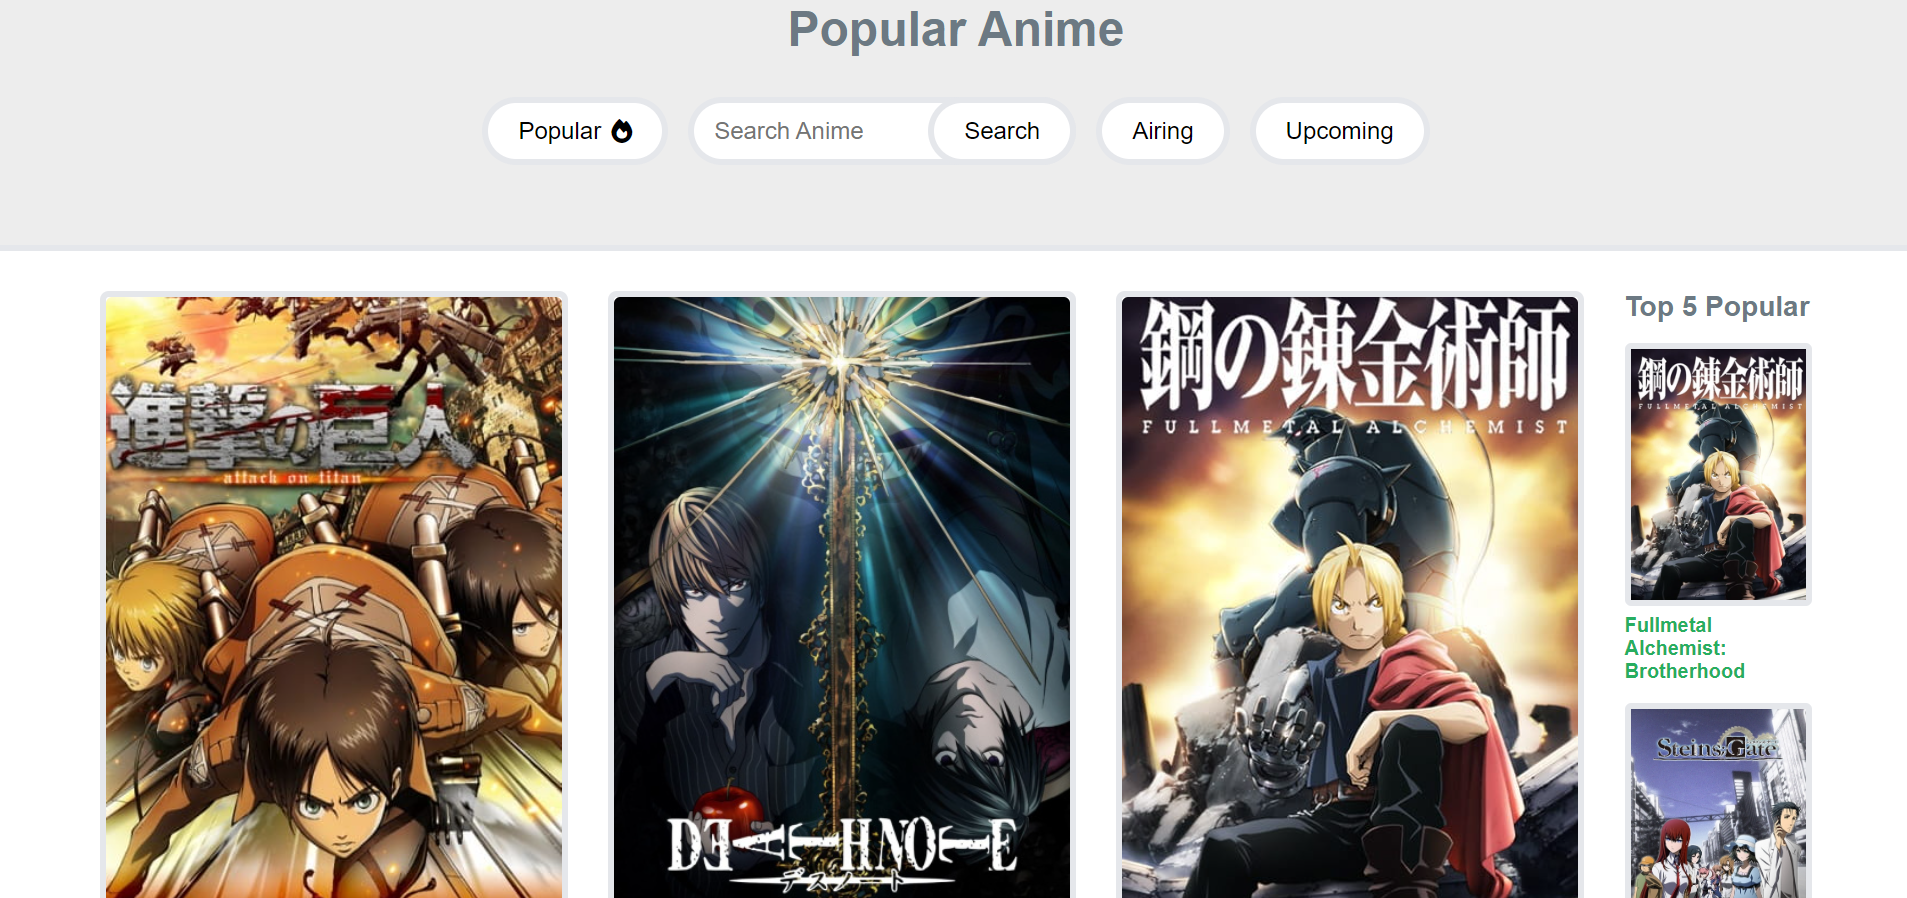 Popular Anime
Popular
Search Anime
Search
Airing
Upcoming
進撃の巨人
attack on titan
DEATH NOTE
デスノート
鋼の錬金術師
FULLMETAL ALCHEMIST
Top 5 Popular
鋼の錬金術師
FULLMETAL ALCHEMIST
Fullmetal
Alchemist:
Brotherhood
Steins;Gate